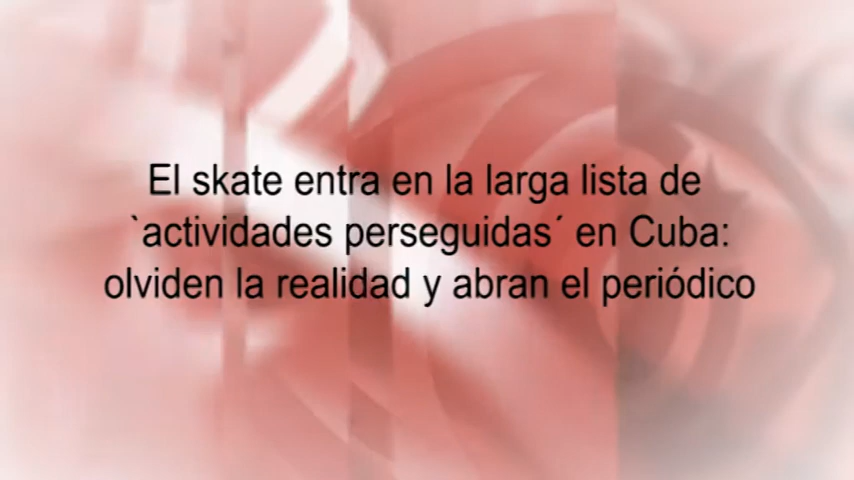 El skate entra en la larga lista de
`actividades perseguidas´ en Cuba:
olviden la realidad y abran el periódico